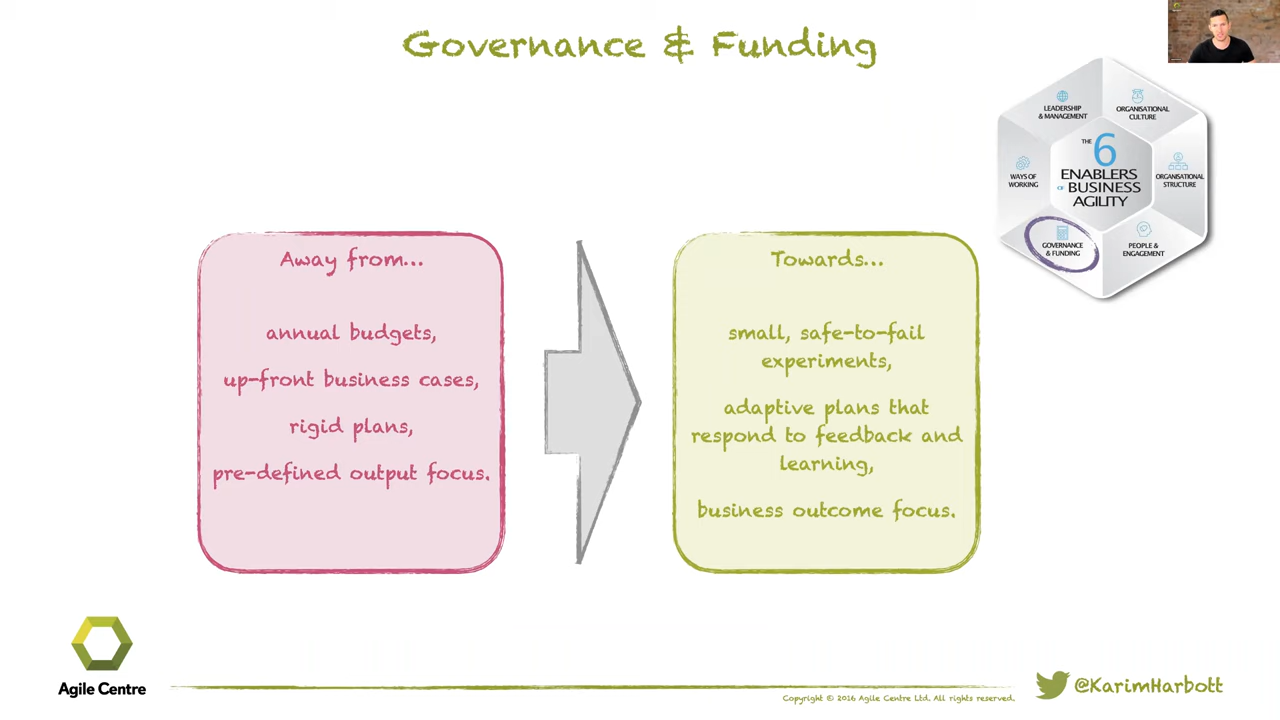 Governance & Funding
LEADERSHIP
& MANAGEMENT
ORGANISATIONAL
CULTURE
THE 6
ENABLERS
OF BUSINESS
AGILITY
WAYS OF
WORKING
ORGANISATIONAL
STRUCTURE
GOVERNANCE
& FUNDING
PEOPLE &
ENGAGEMENT
Away from...
annual budgets,
up-front business cases,
rigid plans,
pre-defined output focus.
Towards...
small, safe-to-fail
experiments,
adaptive plans that
respond to feedback and
learning,
business outcome focus.
Agile Centre
Copyright © 2016 Agile Centre Ltd. All rights reserved.
@KarimHarbott